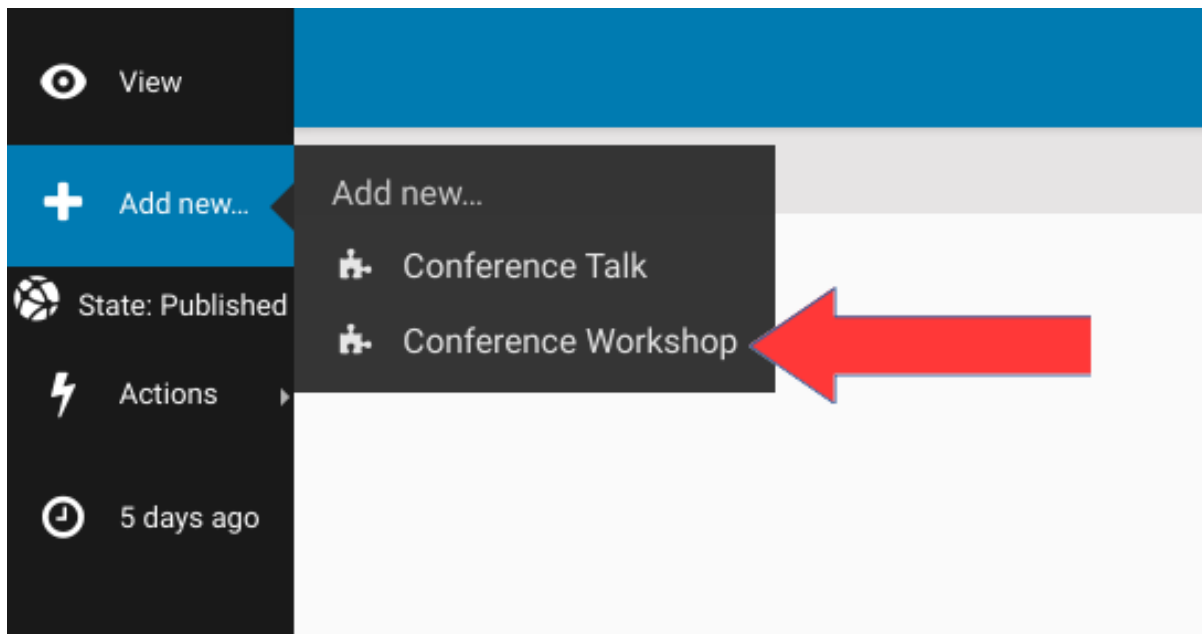 View
Add new...
State: Published
Actions
5 days ago
Add new...
Conference Talk
Conference Workshop